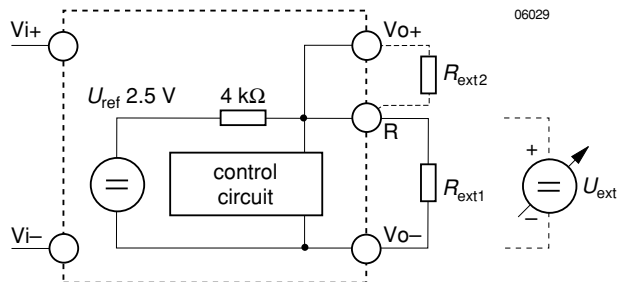 06029
Vi+
Vo+
Rext2
Uref 2.5 V
4 kΩ
R
control
circuit
Rext1
+
Uext
–
Vi–
Vo–